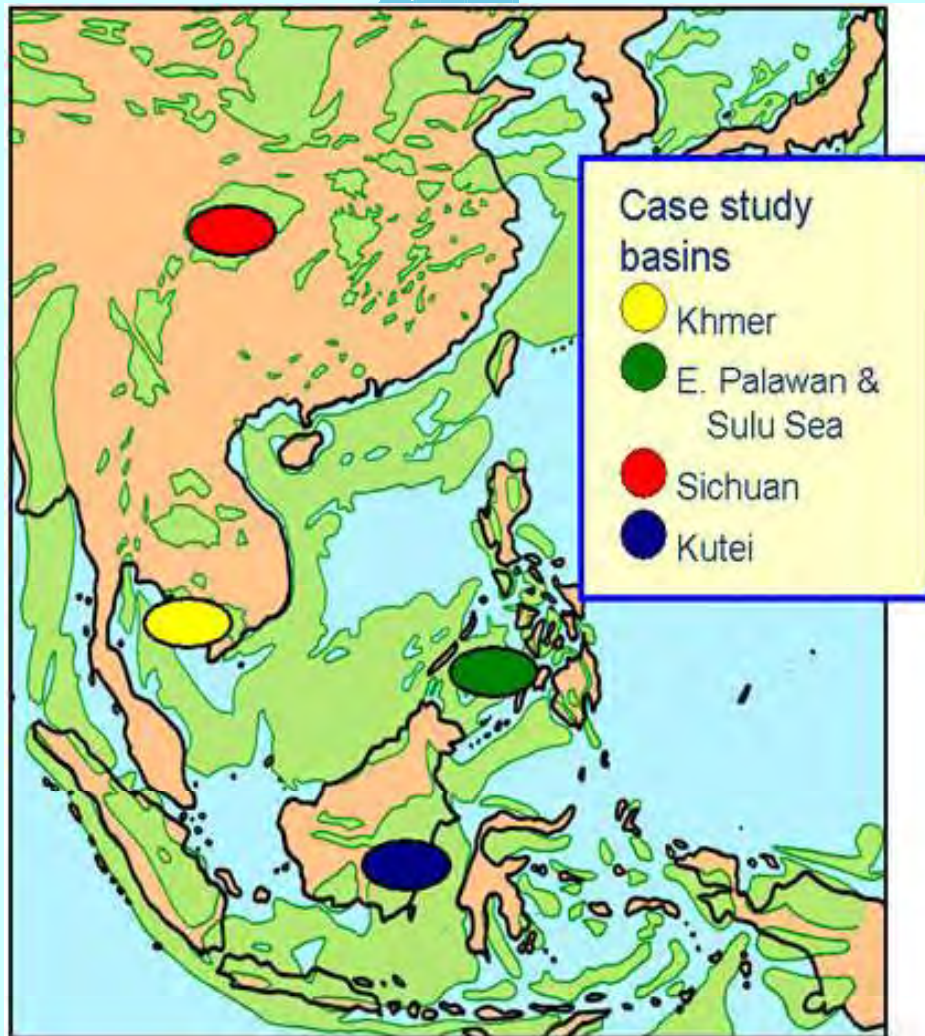 Case study
basins
Khmer
E. Palawan &
Sulu Sea
Sichuan
Kutei